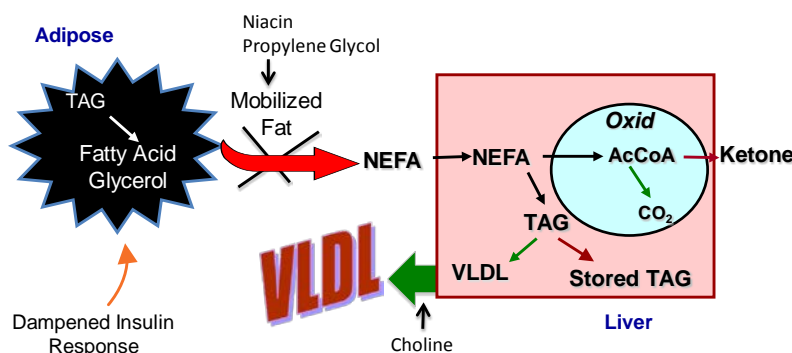 Niacin
Propylene Glycol
Adipose
TAG
Fatty Acid
Glycerol
Mobilized
Fat
NEFA
NEFA
Oxid
AcCoA
Ketone
CO2
TAG
VLDL
Stored TAG
VLDL
Dampened Insulin
Response
Choline
Liver